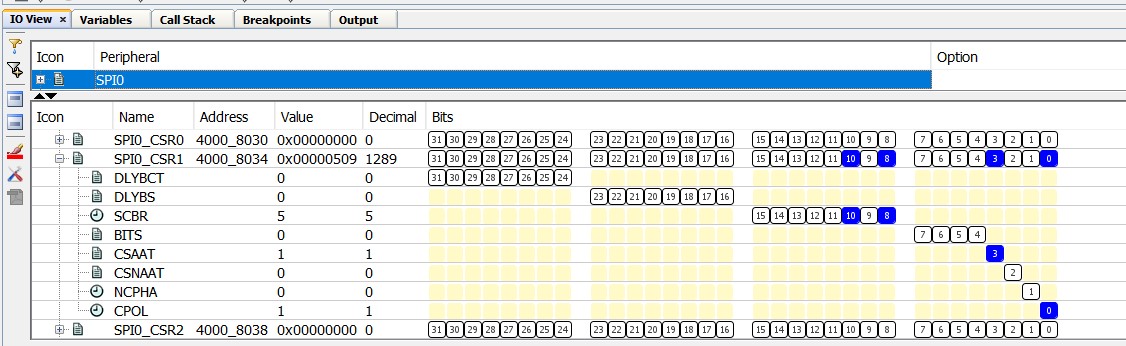 IO View × Variables Call Stack Breakpoints Output
Icon Peripheral Option
SPI0
Icon Name Address Value Decimal Bits
SPI0_CSR0 4000_8030 0x00000000 0 31 30 29 28 27 26 25 24 23 22 21 20 19 18 17 16 15 14 13 12 11 10 9 8 7 6 5 4 3 2 1 0
SPI0_CSR1 4000_8034 0x00000509 1289 31 30 29 28 27 26 25 24 23 22 21 20 19 18 17 16 15 14 13 12 11 10 9 8 7 6 5 4 3 2 1 0
DLYBCT 0 0 31 30 29 28 27 26 25 24
DLYBS 0 0 23 22 21 20 19 18 17 16
SCBR 5 5 15 14 13 12 11 10 9 8
BITS 0 0 7 6 5 4
CSAAT 1 1 3
CSNAAT 0 0 2
NCPHA 0 0 1
CPOL 1 1 0
SPI0_CSR2 4000_8038 0x00000000 0 31 30 29 28 27 26 25 24 23 22 21 20 19 18 17 16 15 14 13 12 11 10 9 8 7 6 5 4 3 2 1 0